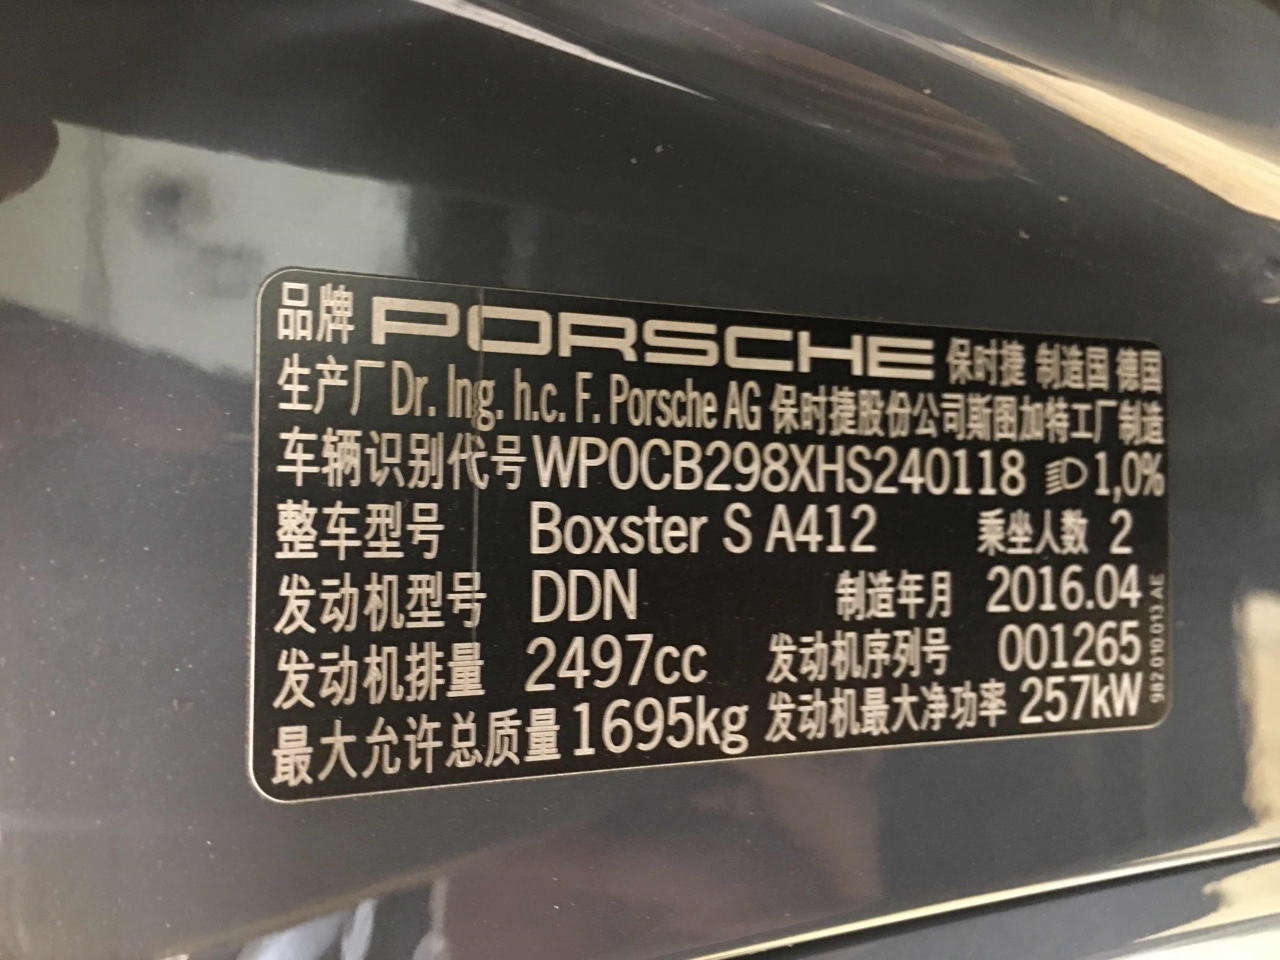 品牌 PORSCHE 保时捷 制造国 德国
生产厂 Dr. Ing. h.c. F. Porsche AG 保时捷股份公司斯图加特工厂制造
车辆识别代号 WP0CB298XHS240118 1,0%
整车型号 Boxster S A412 乘坐人数 2
发动机型号 DDN 制造年月 2016.04
发动机排量 2497cc 发动机序列号 001265
最大允许总质量 1695kg 发动机最大净功率 257kW
982.010.013.AE